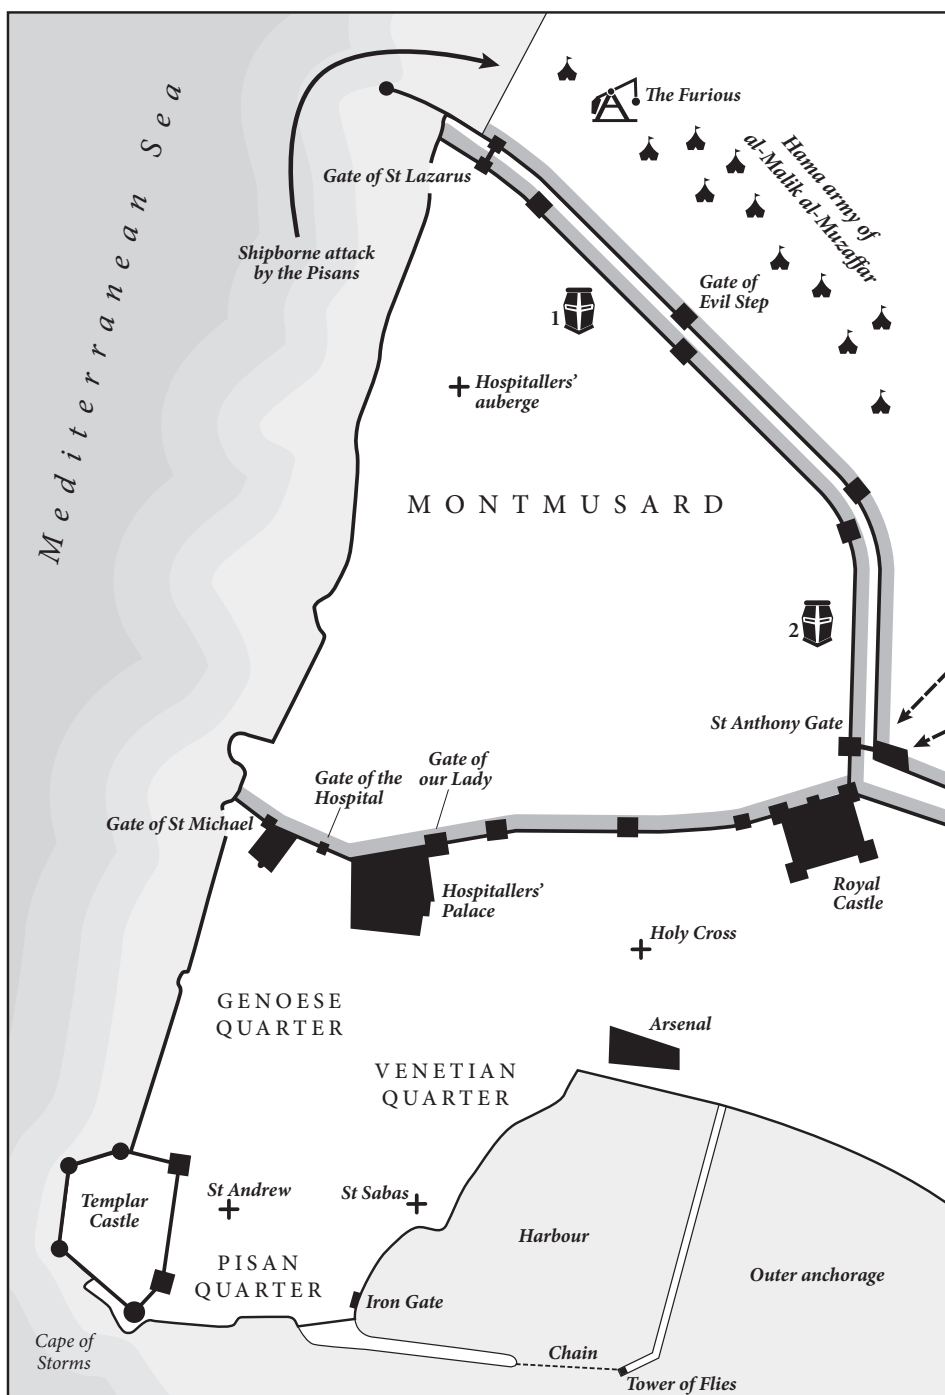 The Furious
Hama army of
al-Malik al-Muzaffar
Gate of St Lazarus
Shipborne attack
by the Pisans
Mediterranean Sea
Gate of
Evil Step
1
Hospitallers’
auberge
MONTMUSARD
2
St Anthony Gate
Gate of
our Lady
Gate of the
Hospital
Gate of St Michael
Hospitallers’
Palace
Royal
Castle
Holy Cross
GENOESE
QUARTER
Arsenal
VENETIAN
QUARTER
Templar
Castle
St Andrew
St Sabas
Harbour
PISAN
QUARTER
Outer anchorage
Iron Gate
Cape of
Storms
Chain
Tower of Flies